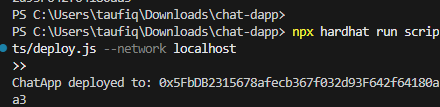 PS C:\Users\taufiq\Downloads\chat-dapp>
PS C:\Users\taufiq\Downloads\chat-dapp> npx hardhat run scrip
ts/deploy.js --network localhost
>>
ChatApp deployed to: 0x5FbDB2315678afecb367f032d93F642f64180a
a3